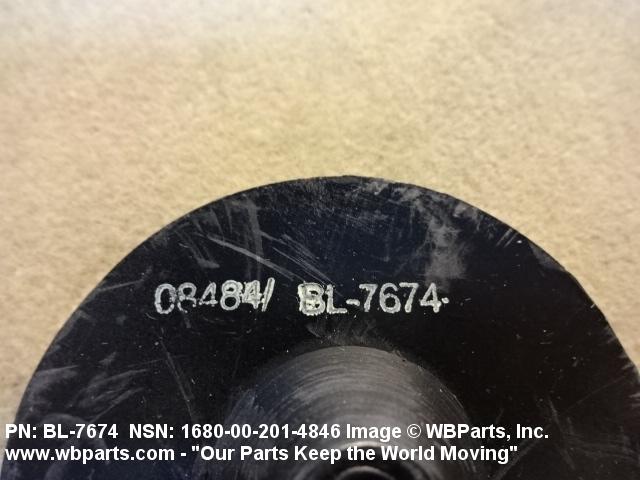 08484/ BL-7674
PN: BL-7674 NSN: 1680-00-201-4846 Image © WBParts, Inc.
www.wbparts.com - "Our Parts Keep the World Moving"